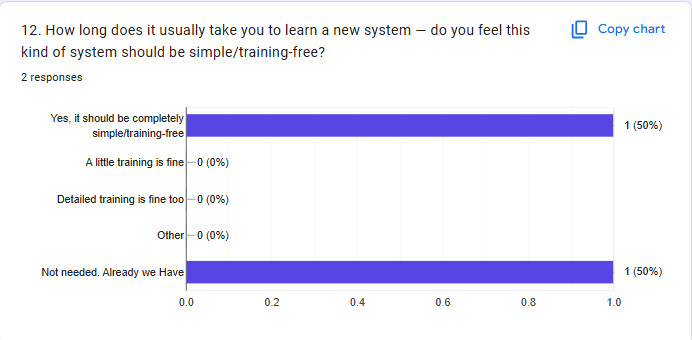 12. How long does it usually take you to learn a new system — do you feel this
kind of system should be simple/training-free?
Copy chart
2 responses
Yes, it should be completely
simple/training-free
1 (50%)
A little training is fine
0 (0%)
Detailed training is fine too
0 (0%)
Other
0 (0%)
Not needed. Already we Have
1 (50%)
0.0 0.2 0.4 0.6 0.8 1.0